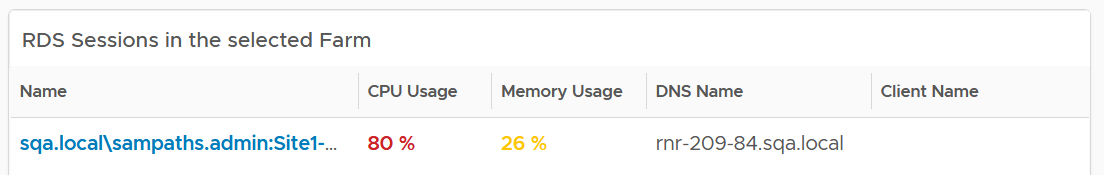 RDS Sessions in the selected Farm
Name CPU Usage Memory Usage DNS Name Client Name
sqa.local\sampaths.admin:Site1-... 80 % 26 % rnr-209-84.sqa.local